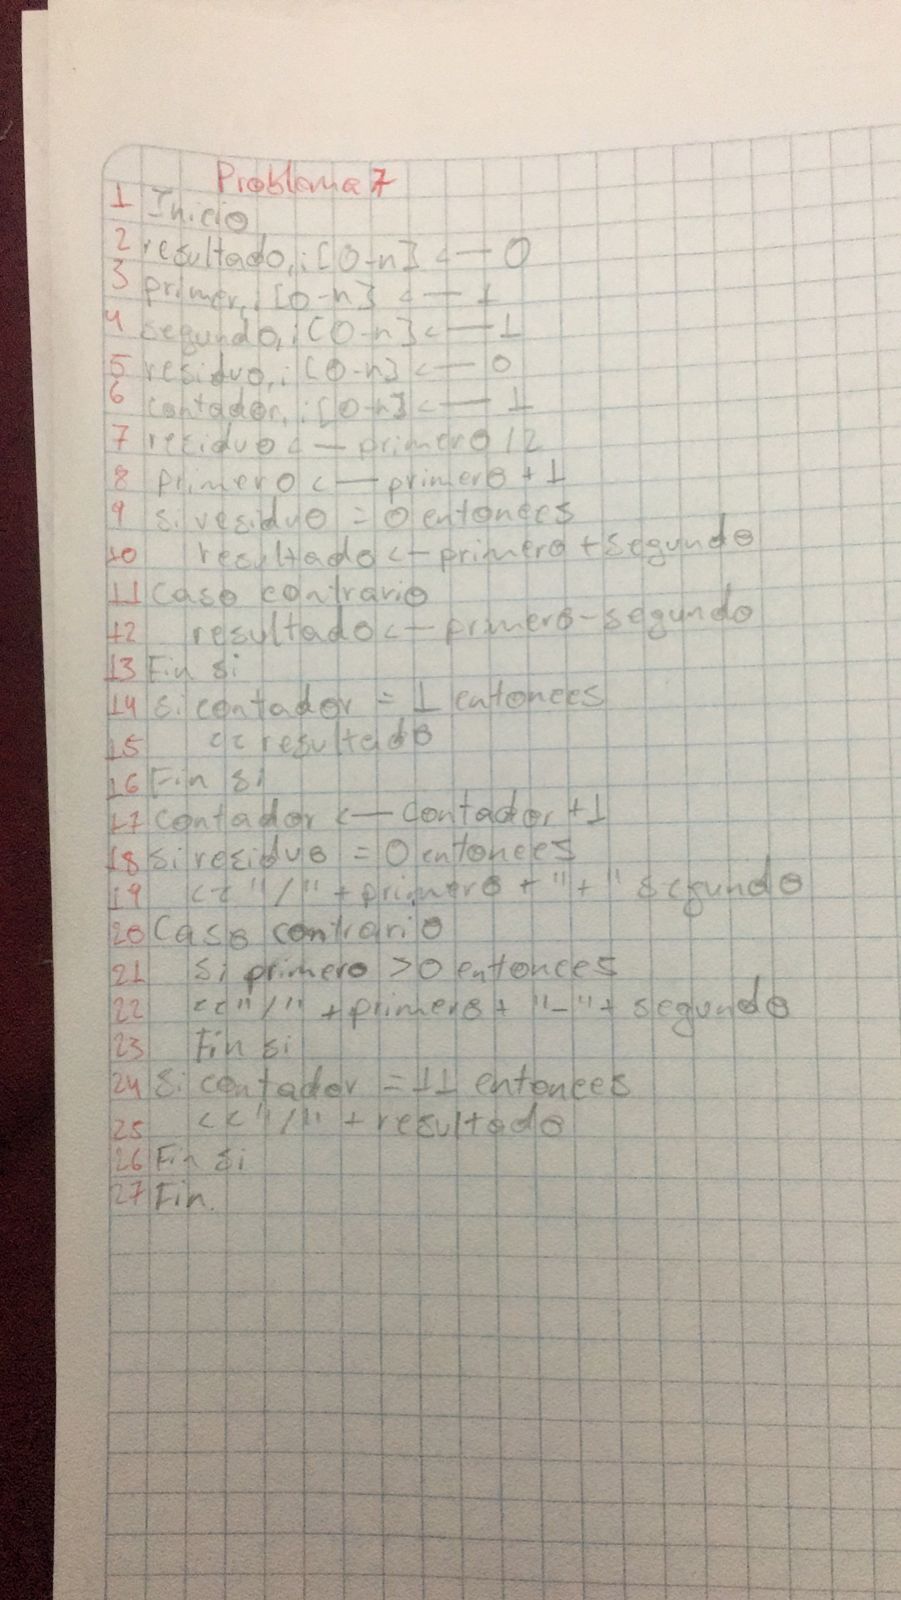 Problema 7
1 Inicio
2 resultado,i[0-n] <— 0
3 primer,i[0-n] <— 1
4 segundo,i[0-n] <— 1
5 residuo,i[0-n] <— 0
6 contador,i[0-n] <— 1
7 reciduo <— primero / 2
8 primero <— primero + 1
9 si residuo = 0 entonces
10 resultado <— primero + segundo
11 Caso contrario
12 resultado <— primero - segundo
13 Fin si
14 si contador = 1 entonces
15 << resultado
16 Fin si
17 contador <— contador + 1
18 Si residuo = 0 entonces
19 << "/" + primero + "+" segundo
20 Caso contrario
21 Si primero > 0 entonces
22 << "/" + primero + "-" + segundo
23 Fin si
24 Si contador = 11 entonces
25 << "/" + resultado
26 Fin si
27 Fin.